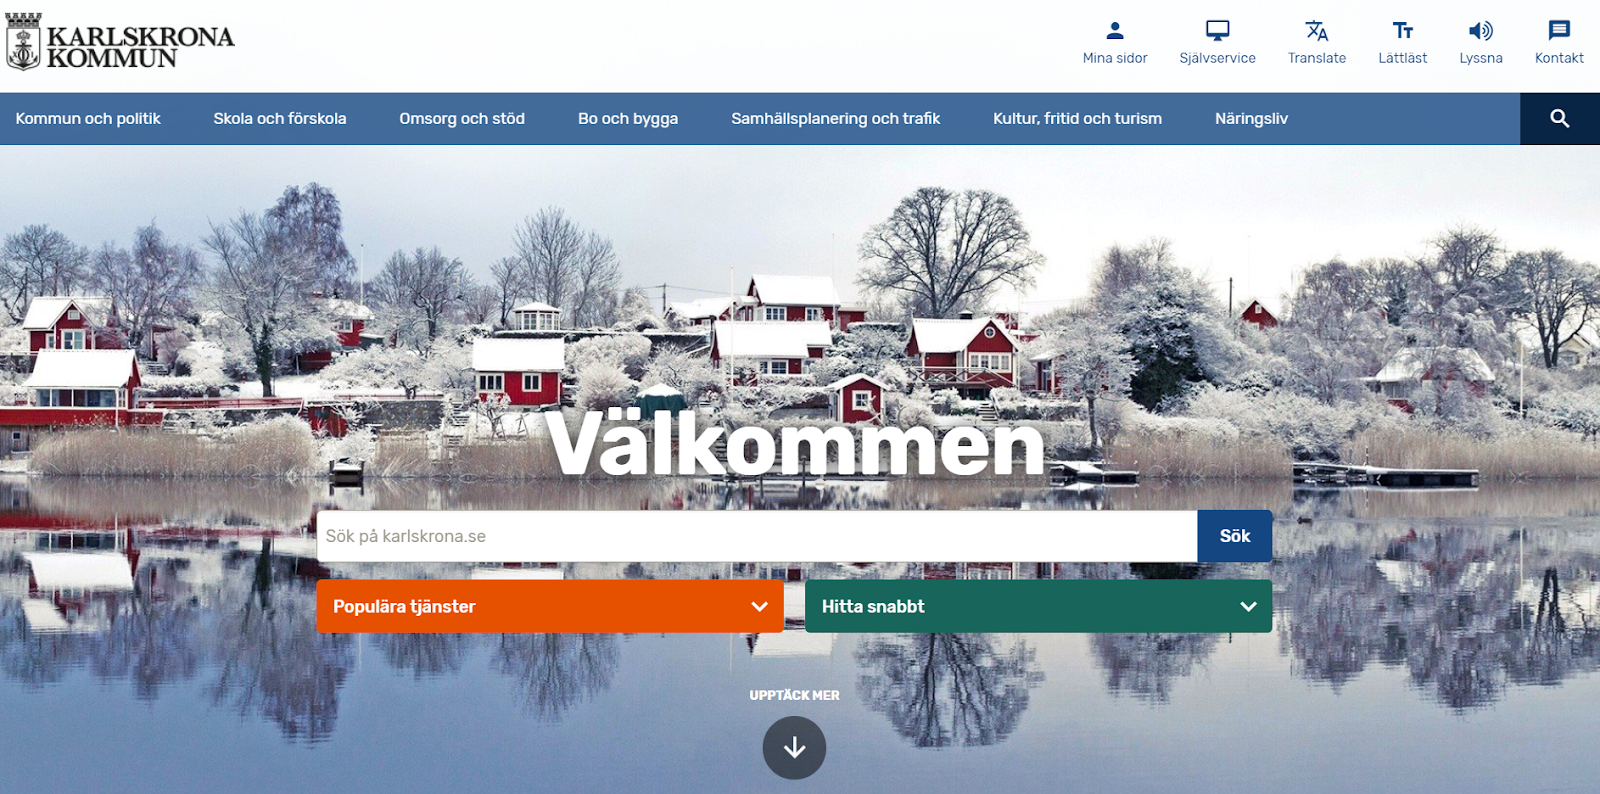 KARLSKRONA
KOMMUN
Mina sidor
Självservice
Translate
Lättläst
Lyssna
Kontakt
Kommun och politik
Skola och förskola
Omsorg och stöd
Bo och bygga
Samhällsplanering och trafik
Kultur, fritid och turism
Näringsliv
Välkommen
Sök på karlskrona.se
Sök
Populära tjänster
Hitta snabbt
UPPTÄCK MER